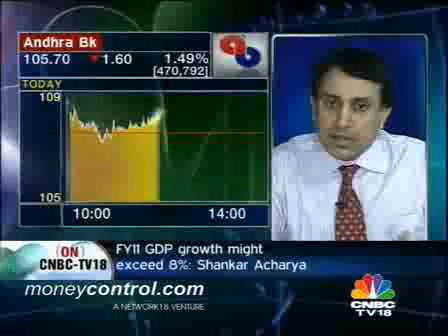 Andhra Bk
105.70 1.60 1.49%
[470,792]
TODAY
109
105
10:00 14:00
ON
CNBC-TV18
FY11 GDP growth might
exceed 8%: Shankar Acharya
moneycontrol.com
A NETWORK18 VENTURE
CNBC
TV18